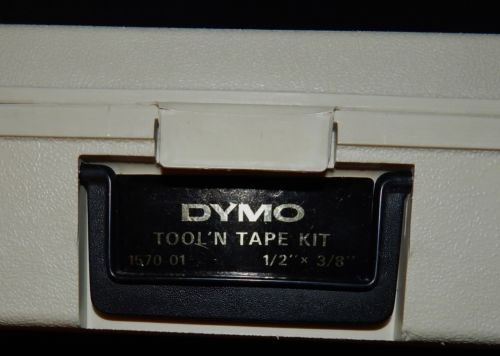 DYMO
TOOL'N TAPE KIT
1570-01 1/2"× 3/8"